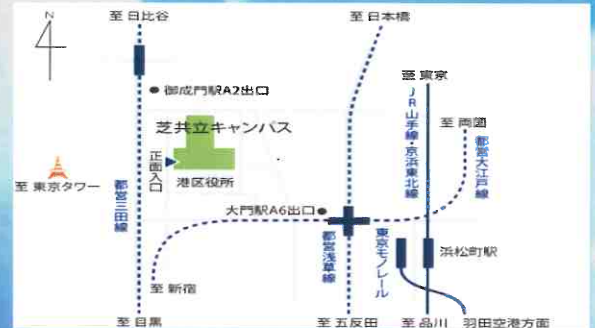 N
至 日比谷
至 日本橋
至 東京
御成門駅A2出口
JR山手線・京浜東北線
至 両国
都営大江戸線
芝共立キャンパス
正面入口
港区役所
至 東京タワー
都営三田線
大門駅A6出口
都営浅草線
東京モノレール
浜松町駅
至 新宿
至 目黒
至 五反田
至 品川
羽田空港方面